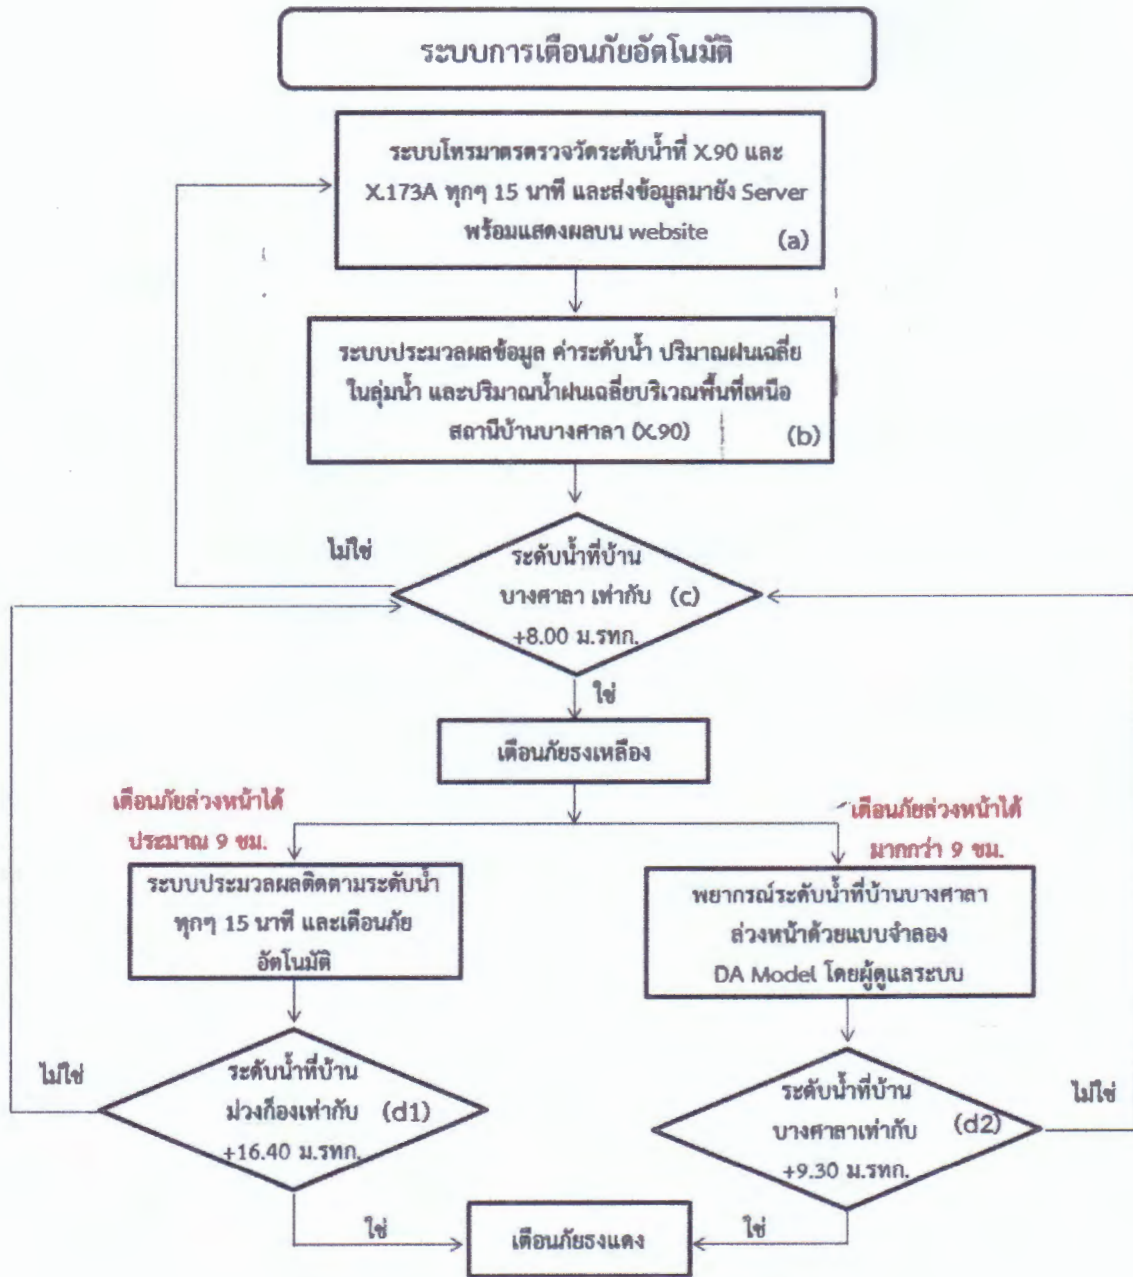 ระบบการเตือนภัยอัตโนมัติ
ระบบโทรมาตรตรวจวัดระดับน้ำที่ X.90 และ
X.173A ทุกๆ 15 นาที และส่งข้อมูลมายัง Server
พร้อมแสดงผลบน website
(a)
ระบบประมวลผลข้อมูล ค่าระดับน้ำ ปริมาณฝนเฉลี่ย
ในลุ่มน้ำ และปริมาณน้ำฝนเฉลี่ยบริเวณพื้นที่เหนือ
สถานีบ้านบางศาลา (X.90)
(b)
ไม่ใช่
ระดับน้ำที่บ้าน
บางศาลา เท่ากับ (c)
+8.00 ม.รทก.
ใช่
เตือนภัยธงเหลือง
เตือนภัยล่วงหน้าได้
ประมาณ 9 ชม.
ระบบประมวลผลติดตามระดับน้ำ
ทุกๆ 15 นาที และเตือนภัย
อัตโนมัติ
เตือนภัยล่วงหน้าได้
มากกว่า 9 ชม.
พยากรณ์ระดับน้ำที่บ้านบางศาลา
ล่วงหน้าด้วยแบบจำลอง
DA Model โดยผู้ดูแลระบบ
ไม่ใช่
ระดับน้ำที่บ้าน
ม่วงก็องเท่ากับ (d1)
+16.40 ม.รทก.
ระดับน้ำที่บ้าน
บางศาลาเท่ากับ (d2)
+9.30 ม.รทก.
ไม่ใช่
ใช่
เตือนภัยธงแดง
ใช่